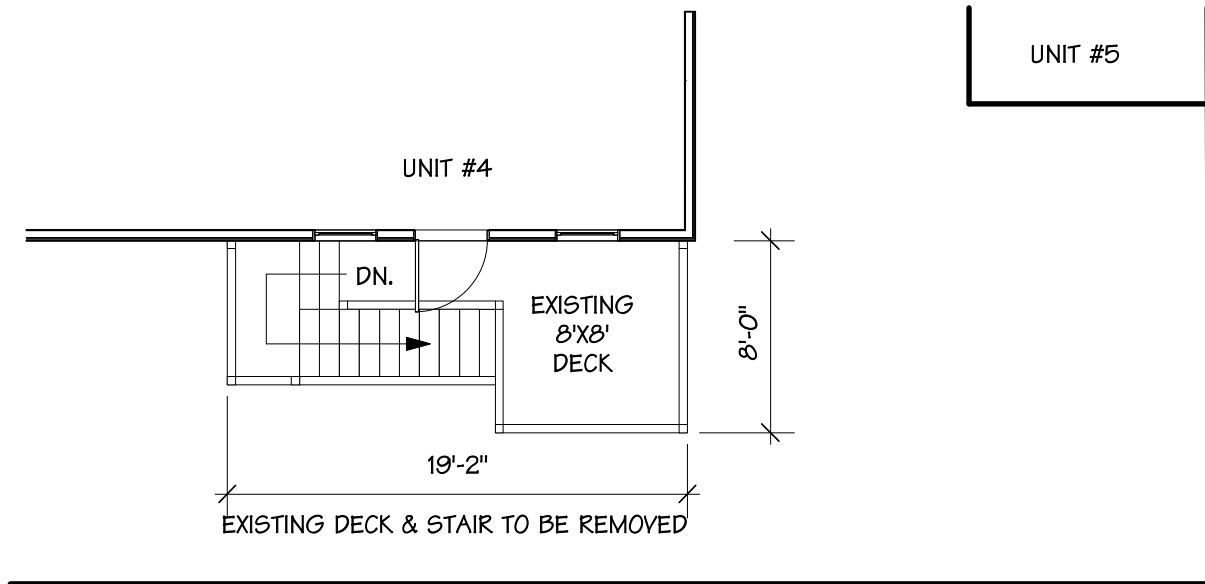 UNIT #5
UNIT #4
DN.
EXISTING
8'X8'
DECK
8'-0"
19'-2"
EXISTING DECK & STAIR TO BE REMOVED